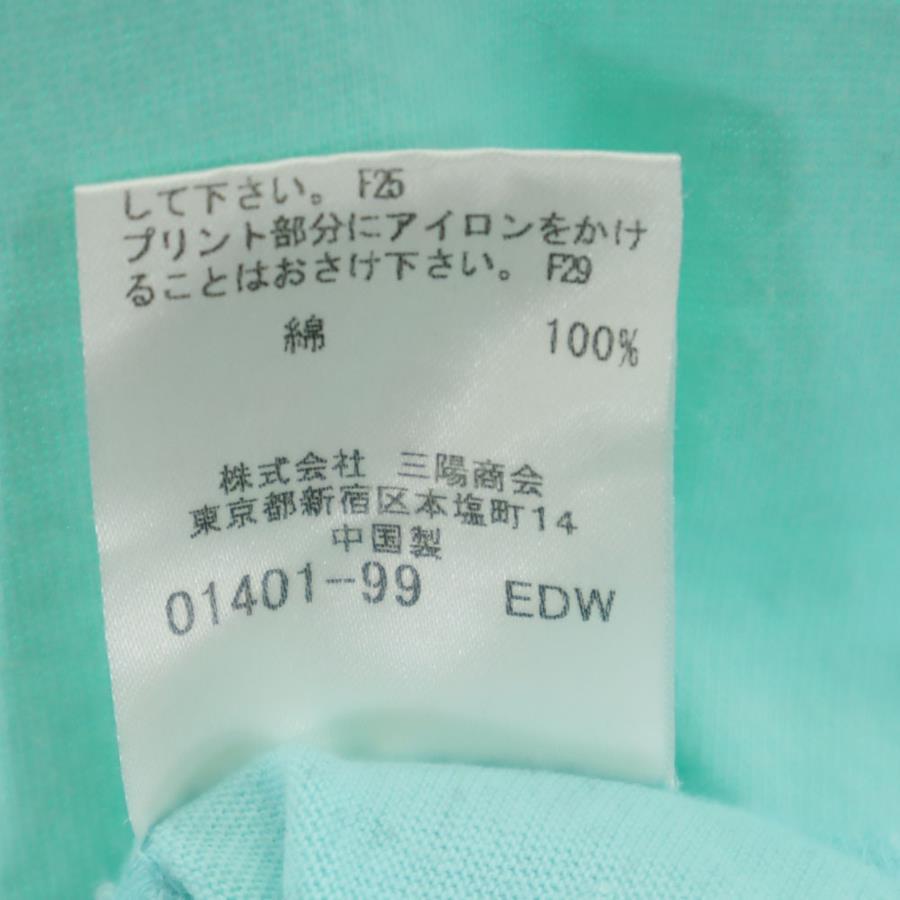 して下さい。 F25
プリント部分にアイロンをかけ
ることはおさけ下さい。 F29
綿 100%
株式会社 三陽商会
東京都新宿区本塩町14
中国製
01401-99 EDW